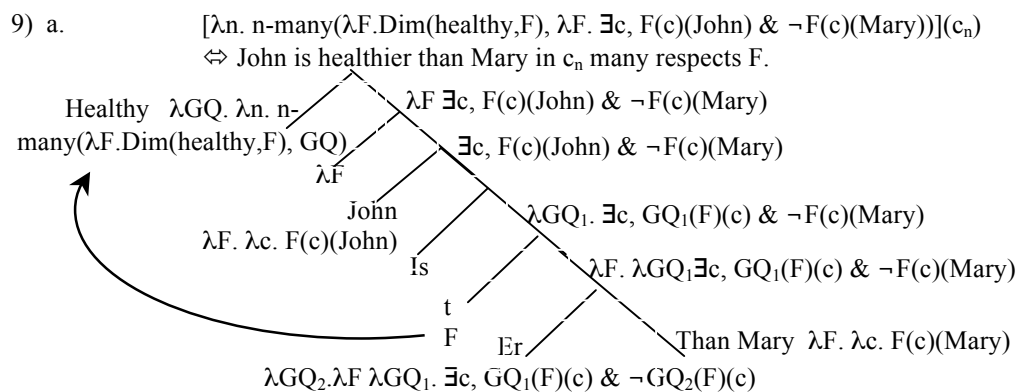 9) a. [λn. n-many(λF.Dim(healthy,F), λF. ∃c, F(c)(John) & ¬F(c)(Mary))](cₙ)
⇔ John is healthier than Mary in cₙ many respects F.
Healthy λGQ. λn. n-
many(λF.Dim(healthy,F), GQ)
λF ∃c, F(c)(John) & ¬F(c)(Mary)
λF
∃c, F(c)(John) & ¬F(c)(Mary)
John
λF. λc. F(c)(John)
λGQ₁. ∃c, GQ₁(F)(c) & ¬F(c)(Mary)
Is
λF. λGQ₁∃c, GQ₁(F)(c) & ¬F(c)(Mary)
t
F
Er
Than Mary λF. λc. F(c)(Mary)
λGQ₂.λF λGQ₁. ∃c, GQ₁(F)(c) & ¬GQ₂(F)(c)